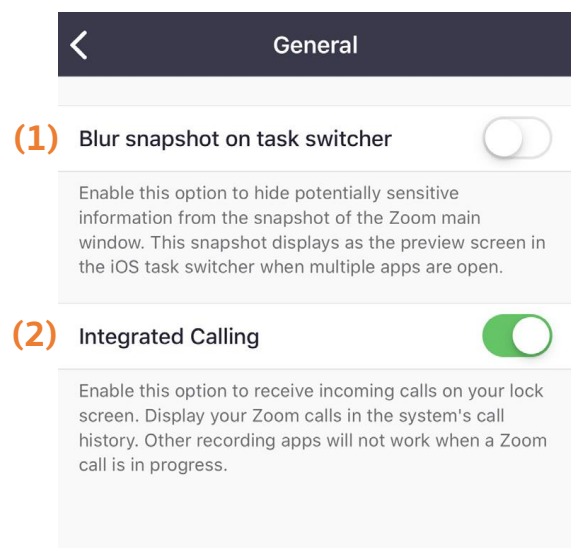 General
(1) Blur snapshot on task switcher
Enable this option to hide potentially sensitive
information from the snapshot of the Zoom main
window. This snapshot displays as the preview screen in
the iOS task switcher when multiple apps are open.
(2) Integrated Calling
Enable this option to receive incoming calls on your lock
screen. Display your Zoom calls in the system's call
history. Other recording apps will not work when a Zoom
call is in progress.